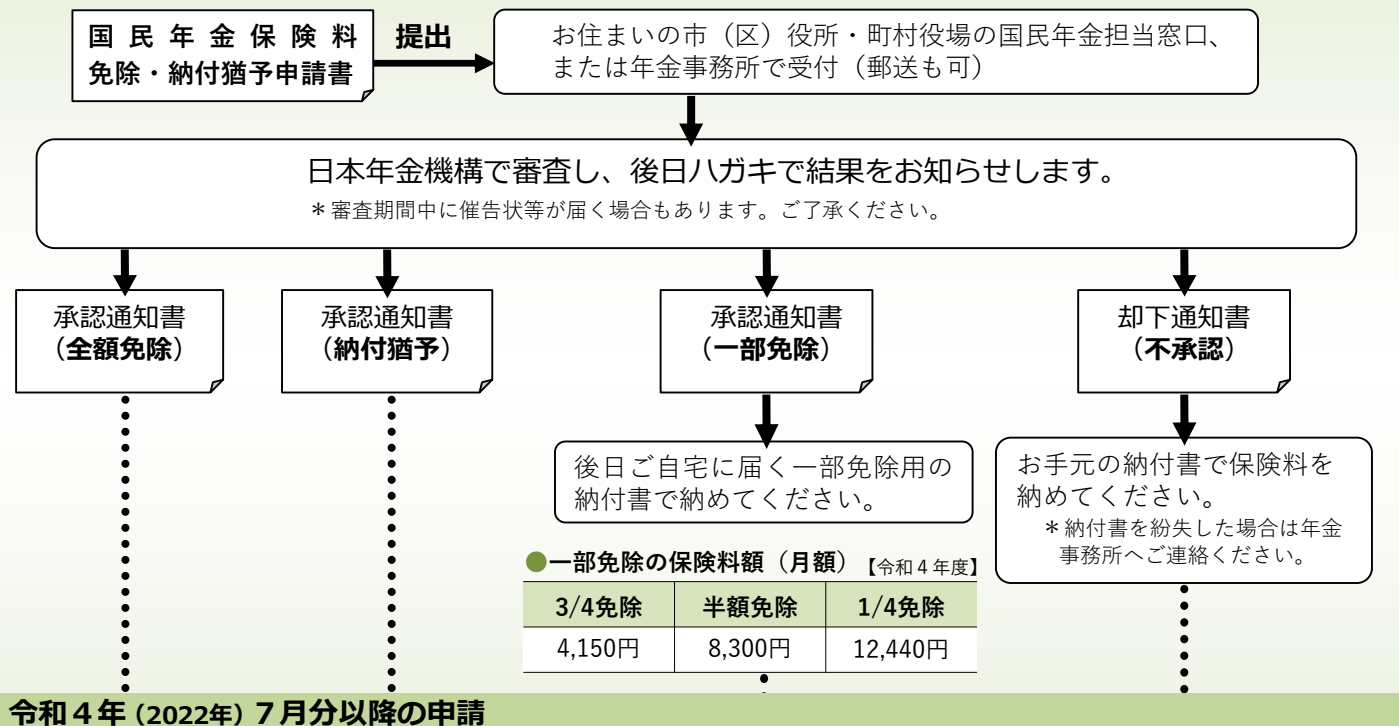 国民年金保険料
免除・納付猶予申請書
提出
お住まいの市（区）役所・町村役場の国民年金担当窓口、
または年金事務所で受付（郵送も可）
日本年金機構で審査し、後日ハガキで結果をお知らせします。
＊審査期間中に催告状等が届く場合もあります。ご了承ください。
承認通知書
（全額免除）
承認通知書
（納付猶予）
承認通知書
（一部免除）
却下通知書
（不承認）
後日ご自宅に届く一部免除用の
納付書で納めてください。
お手元の納付書で保険料を
納めてください。
＊納付書を紛失した場合は年金
事務所へご連絡ください。
●一部免除の保険料額（月額）【令和４年度】
3/4免除 半額免除 1/4免除
4,150円 8,300円 12,440円
令和４年（2022年）７月分以降の申請